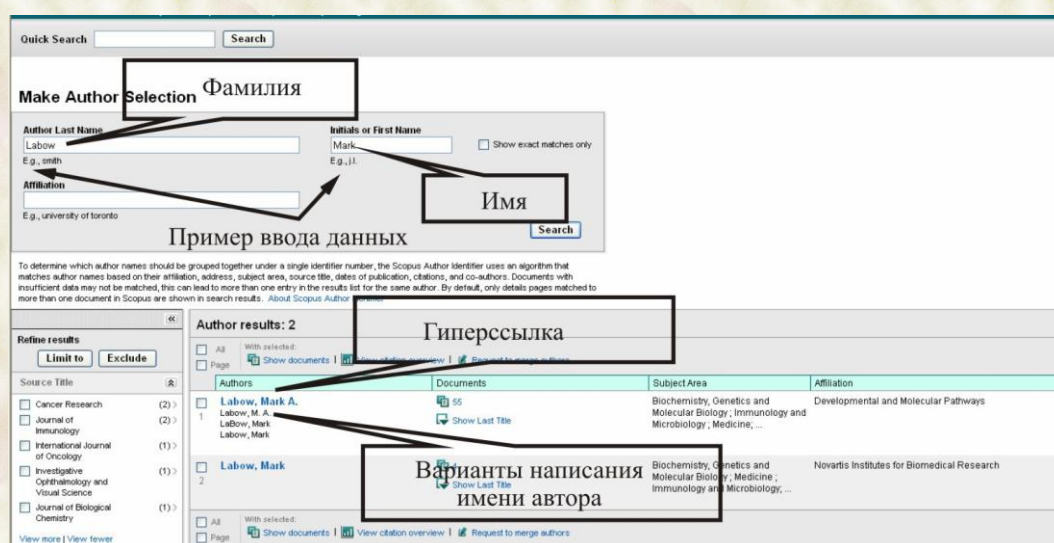 Quick Search
Search
Make Author Selection
Фамилия
Author Last Name
Initials or First Name
Labow
Mark
Show exact matches only
E.g., smith
E.g., j.l.
Имя
Affiliation
E.g., university of toronto
Search
Пример ввода данных
To determine which author names should be grouped together under a single identifier number, the Scopus Author Identifier uses an algorithm that
matches author names based on their affiliation, address, subject area, source title, dates of publication, citations, and co-authors. Documents with
insufficient data may not be matched, this can lead to more than one entry in the results list for the same author. By default, only details pages matched to
more than one document in Scopus are shown in search results. About Scopus Author Identifier
Refine results
Limit to
Exclude
Source Title
Cancer Research (2)
Journal of (2)
Immunology
International Journal (1)
of Oncology
Investigative (1)
Ophthalmology and
Visual Science
Journal of Biological (1)
Chemistry
View more | View fewer
Author results: 2
Гиперссылка
All
With selected:
Page
Show documents | View citation overview | Request to merge authors
Authors
Documents
Subject Area
Affiliation
1
Labow, Mark A.
Labow, M. A.
LaBow, Mark
Labow, Mark
55
Show Last Title
Biochemistry, Genetics and
Molecular Biology ; Immunology and
Microbiology ; Medicine; ...
Developmental and Molecular Pathways
2
Labow, Mark
Show Last Title
Biochemistry, Genetics and
Molecular Biology ; Medicine ;
Immunology and Microbiology; ...
Novartis Institutes for Biomedical Research
Варианты написания
имени автора
All
With selected:
Page
Show documents | View citation overview | Request to merge authors